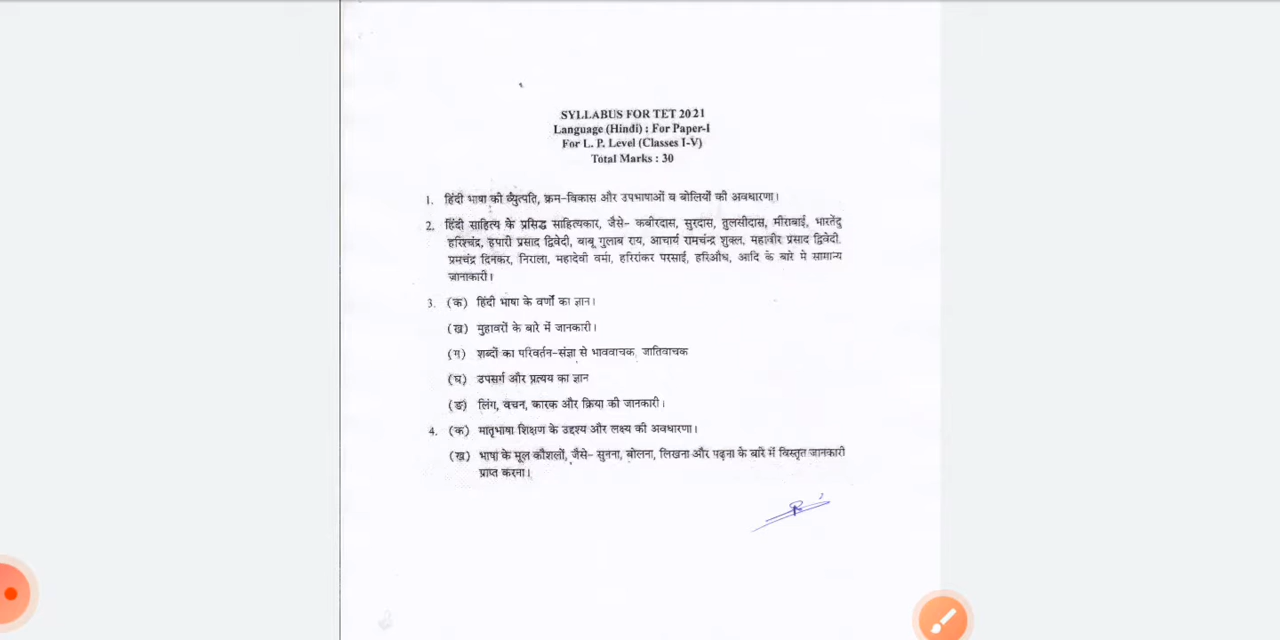 SYLLABUS FOR TET 2021
Language (Hindi) : For Paper-I
For L. P. Level (Classes I-V)
Total Marks : 30
1. हिंदी भाषा की व्युत्पति, क्रम-विकास और उपभाषाओं व बोलियों की अवधारणा।
2. हिंदी साहित्य के प्रसिद्ध साहित्यकार, जैसे- कबीरदास, सुरदास, तुलसीदास, मीराबाई, भारतेंदु
हरिश्चंद्र, हपारी प्रसाद द्विवेदी, बाबू गुलाब राय, आचार्य रामचन्द्र शुक्ल, महावीर प्रसाद द्विवेदी,
प्रमचंद्र दिनकर, निराला, महादेवी वर्मा, हरिशंकर परसाई, हरिऔध, आदि के बारे मे सामान्य
जानाकारी।
3. (क) हिंदी भाषा के वर्णों का ज्ञान।
(ख) मुहावरों के बारे में जानकारी।
(ग) शब्दों का परिवर्तन-संज्ञा से भाववाचक, जातिवाचक
(घ) उपसर्ग और प्रत्यय का ज्ञान
(ङ) लिंग, वचन, कारक और क्रिया की जानकारी।
4. (क) मातृभाषा शिक्षण के उद्दश्य और लक्ष्य की अवधारणा।
(ख) भाषा के मूल कौशलों, जैसे- सुनना, बोलना, लिखना और पढ़ना के बारे में विस्तृत जानकारी
प्राप्त करना।